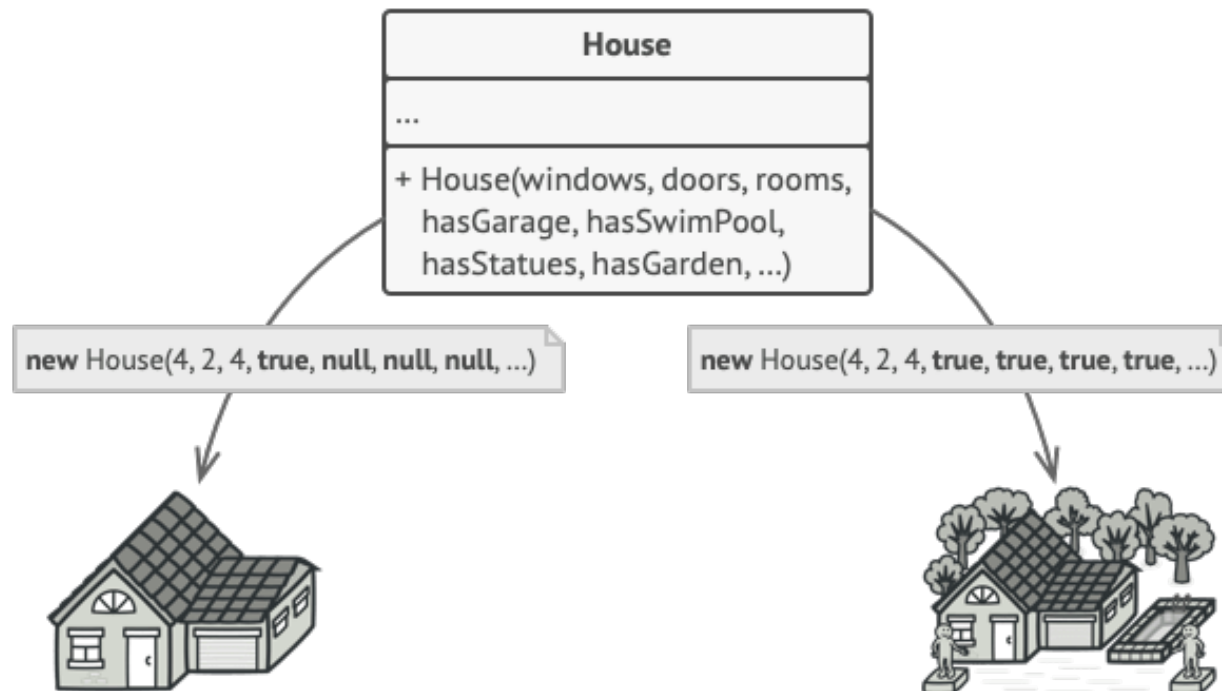 House
...
+ House(windows, doors, rooms,
hasGarage, hasSwimPool,
hasStatues, hasGarden, ...)
new House(4, 2, 4, true, null, null, null, ...)
new House(4, 2, 4, true, true, true, true, ...)